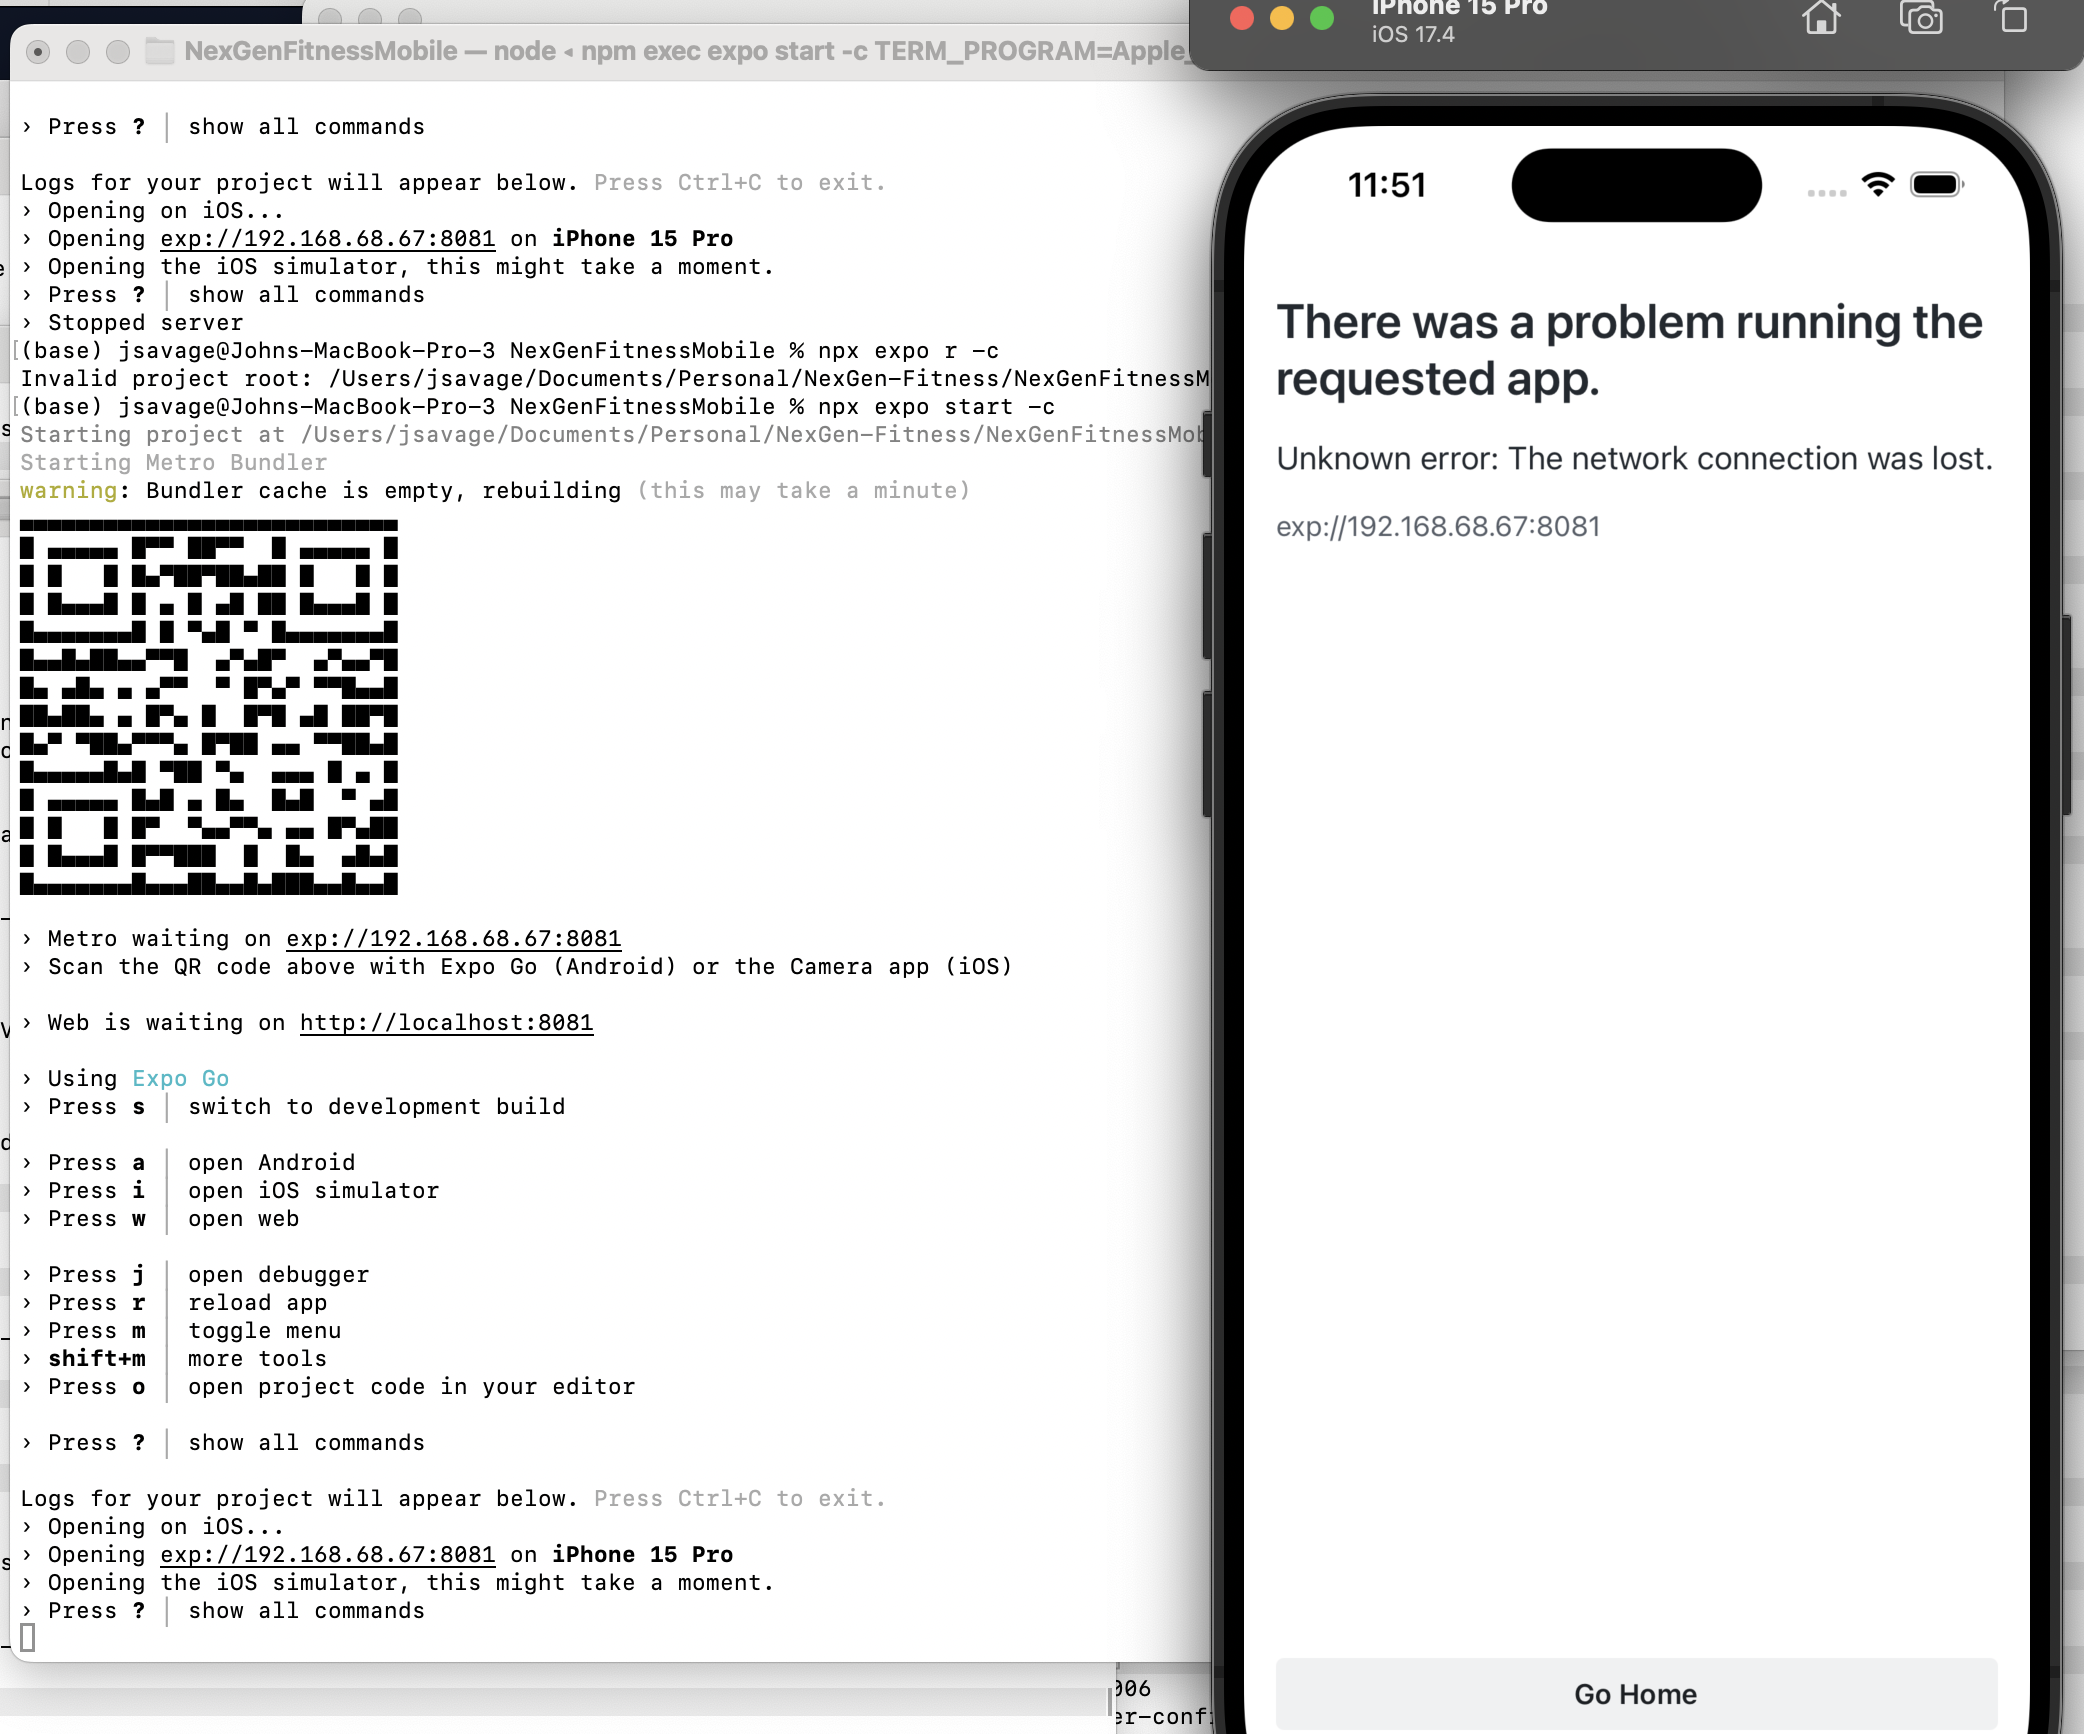 NexGenFitnessMobile — node ◂ npm exec expo start -c TERM_PROGRAM=Apple_
› Press ? │ show all commands
Logs for your project will appear below. Press Ctrl+C to exit.
› Opening on iOS...
› Opening exp://192.168.68.67:8081 on iPhone 15 Pro
› Opening the iOS simulator, this might take a moment.
› Press ? │ show all commands
› Stopped server
[(base) jsavage@Johns-MacBook-Pro-3 NexGenFitnessMobile % npx expo r -c
Invalid project root: /Users/jsavage/Documents/Personal/NexGen-Fitness/NexGenFitnessM
[(base) jsavage@Johns-MacBook-Pro-3 NexGenFitnessMobile % npx expo start -c
Starting project at /Users/jsavage/Documents/Personal/NexGen-Fitness/NexGenFitnessMob
Starting Metro Bundler
warning: Bundler cache is empty, rebuilding (this may take a minute)
› Metro waiting on exp://192.168.68.67:8081
› Scan the QR code above with Expo Go (Android) or the Camera app (iOS)
› Web is waiting on http://localhost:8081
› Using Expo Go
› Press s │ switch to development build
› Press a │ open Android
› Press i │ open iOS simulator
› Press w │ open web
› Press j │ open debugger
› Press r │ reload app
› Press m │ toggle menu
› shift+m │ more tools
› Press o │ open project code in your editor
› Press ? │ show all commands
Logs for your project will appear below. Press Ctrl+C to exit.
› Opening on iOS...
› Opening exp://192.168.68.67:8081 on iPhone 15 Pro
› Opening the iOS simulator, this might take a moment.
› Press ? │ show all commands
006
er-conf
iPhone 15 Pro
iOS 17.4
11:51
There was a problem running the
requested app.
Unknown error: The network connection was lost.
exp://192.168.68.67:8081
Go Home